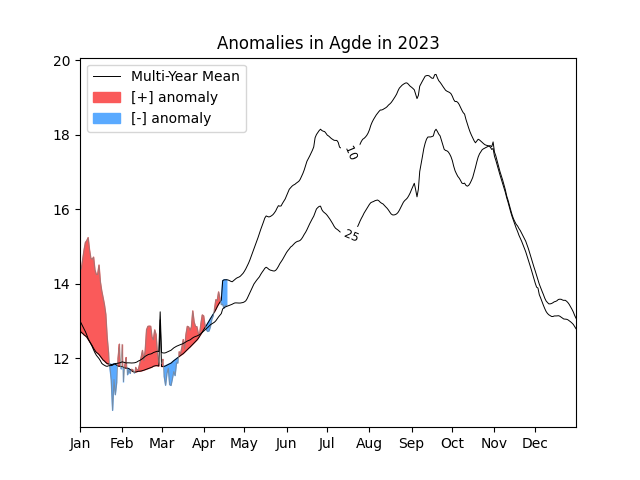 Anomalies in Agde in 2023
Multi-Year Mean
[+] anomaly
[-] anomaly
20
18
16
14
12
10
25
Jan Feb Mar Apr May Jun Jul Aug Sep Oct Nov Dec